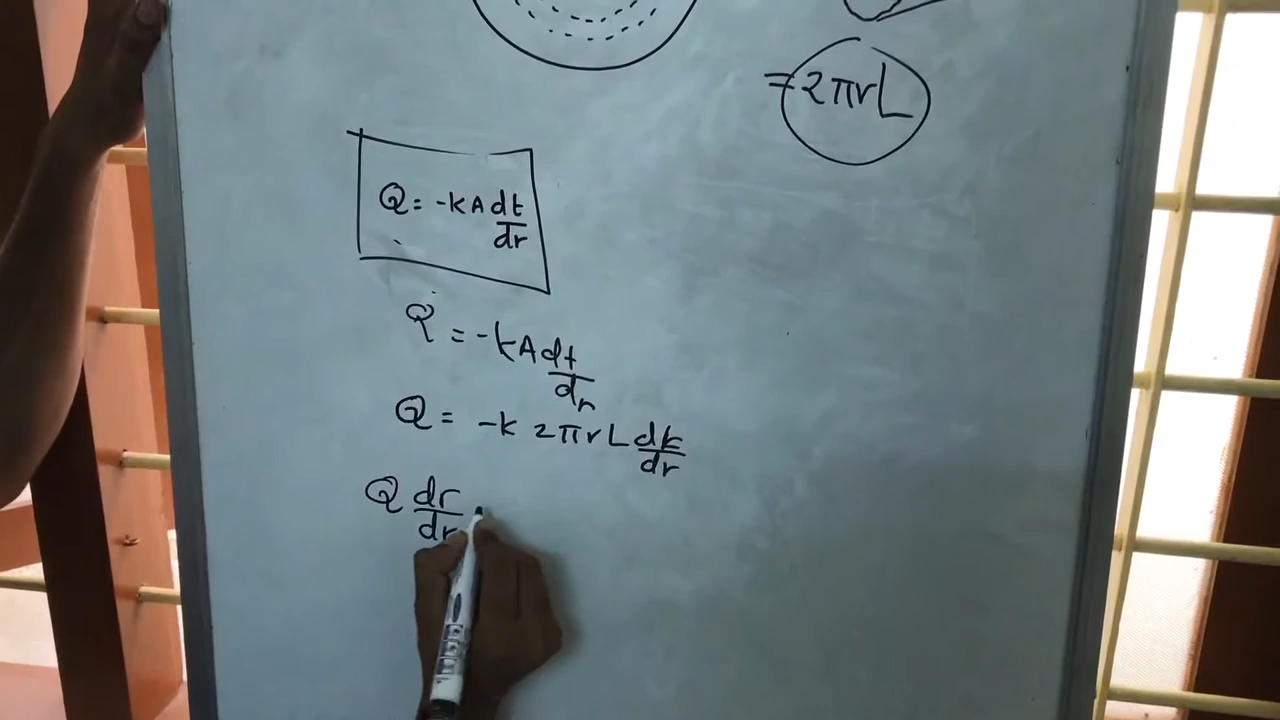 =2πrL
Q = -kA dt/dr
Q = -kA dt/dr
Q = -k 2πrL dt/dr
Q dr/dr